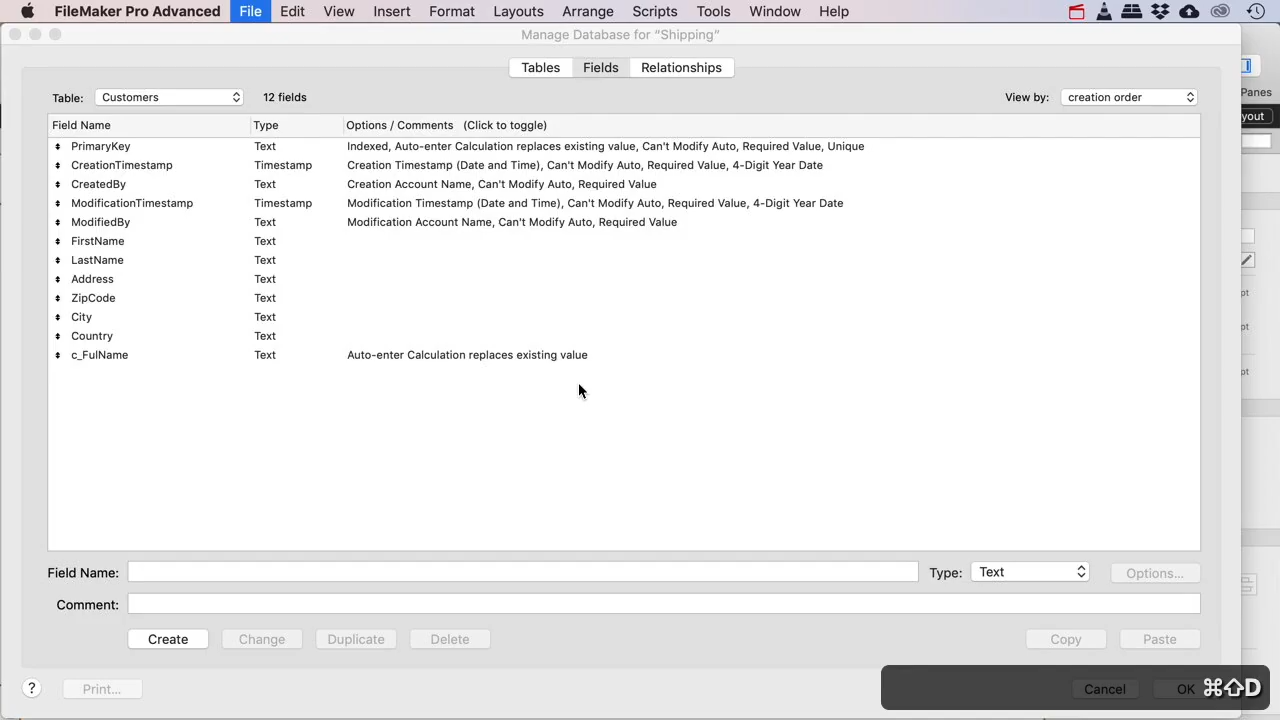 FileMaker Pro Advanced File Edit View Insert Format Layouts Arrange Scripts Tools Window Help
Manage Database for “Shipping”
Tables Fields Relationships
Table: Customers 12 fields View by: creation order
Panes
Field Name Type Options / Comments (Click to toggle)
yout
PrimaryKey Text Indexed, Auto-enter Calculation replaces existing value, Can't Modify Auto, Required Value, Unique
CreationTimestamp Timestamp Creation Timestamp (Date and Time), Can't Modify Auto, Required Value, 4-Digit Year Date
CreatedBy Text Creation Account Name, Can't Modify Auto, Required Value
ModificationTimestamp Timestamp Modification Timestamp (Date and Time), Can't Modify Auto, Required Value, 4-Digit Year Date
ModifiedBy Text Modification Account Name, Can't Modify Auto, Required Value
FirstName Text
LastName Text
Address Text
pt
ZipCode Text
City Text
pt
Country Text
c_FulName Text Auto-enter Calculation replaces existing value
pt
Field Name: Type: Text Options...
Comment:
Create Change Duplicate Delete Copy Paste
? Print... Cancel OK ⌘⇧D